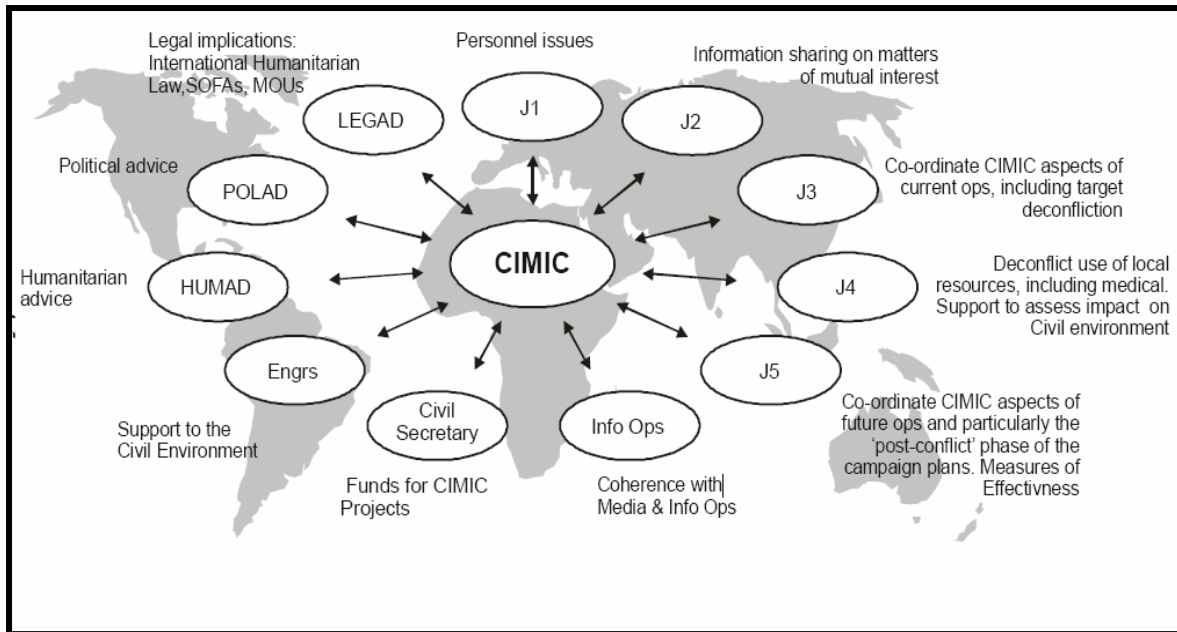 Legal implications:
International Humanitarian
Law,SOFAs, MOUs
Personnel issues
Information sharing on matters
of mutual interest
LEGAD
J1
J2
Political advice
POLAD
J3
Co-ordinate CIMIC aspects of
current ops, including target
deconfliction
CIMIC
Humanitarian
advice
HUMAD
J4
Deconflict use of local
resources, including medical.
Support to assess impact on
Civil environment
Engrs
J5
Support to the
Civil Environment
Civil
Secretary
Info Ops
Co-ordinate CIMIC aspects of
future ops and particularly the
‘post-conflict’ phase of the
campaign plans. Measures of
Effectivness
Funds for CIMIC
Projects
Coherence with
Media & Info Ops